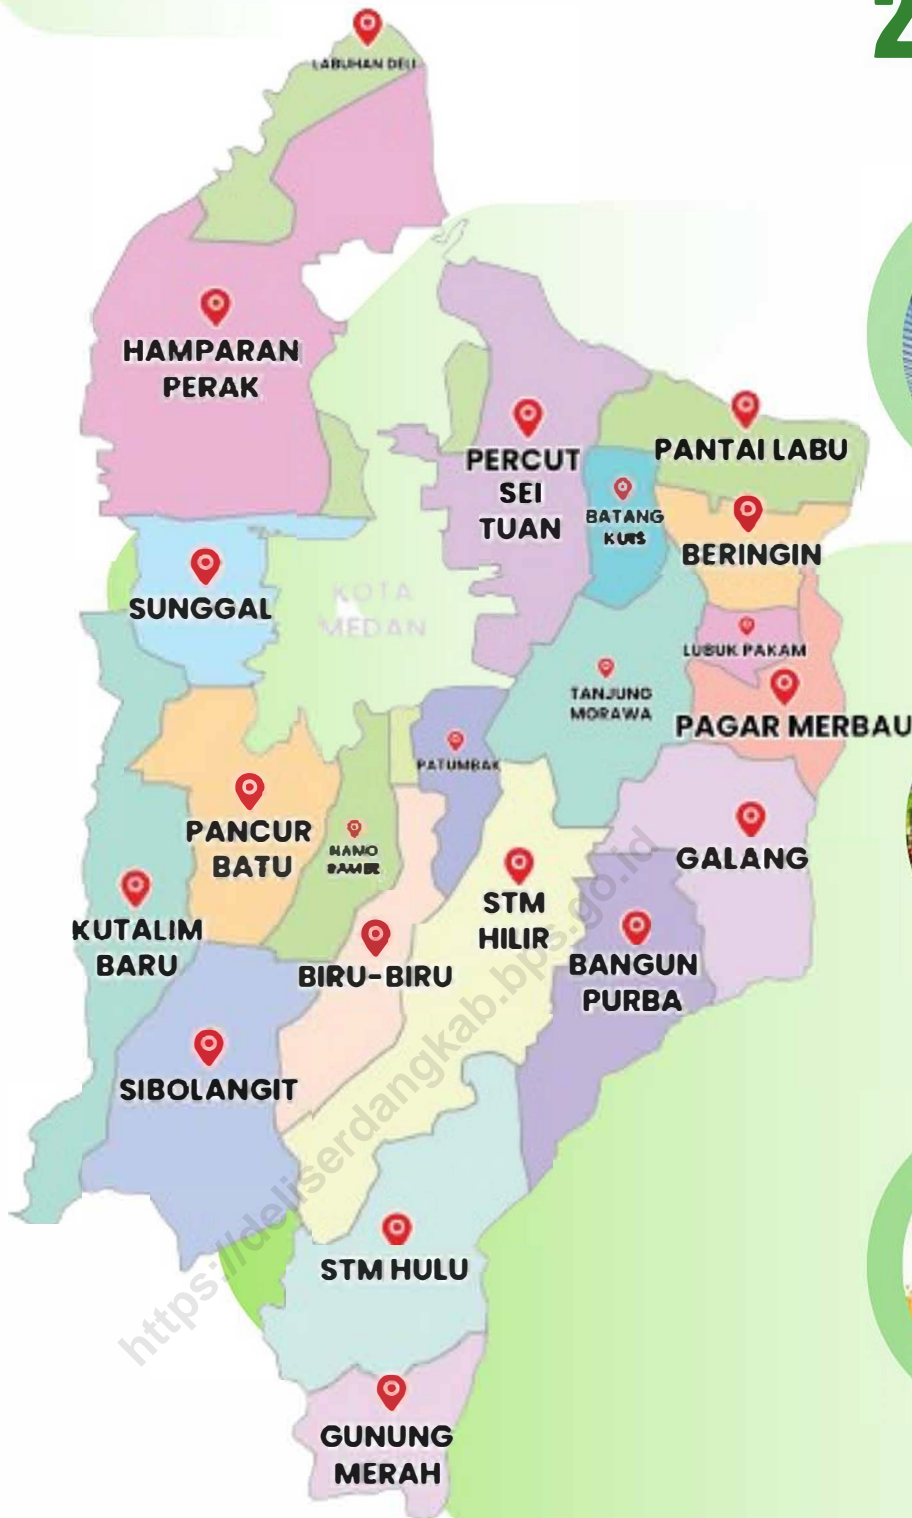 2
LABUHAN DELI
HAMPARAN
PERAK
PERCUT
SEI
TUAN
PANTAI LABU
BATANG
KUIS
BERINGIN
SUNGGAL
KOTA
MEDAN
LUBUK PAKAM
TANJUNG
MORAWA
PAGAR MERBAU
PATUMBAK
PANCUR
BATU
NAMO
RAMBE
GALANG
STM
HILIR
KUTALIM
BARU
BIRU-BIRU
BANGUN
PURBA
SIBOLANGIT
STM HULU
GUNUNG
MERAH
https://deliserdangkab.bps.go.id